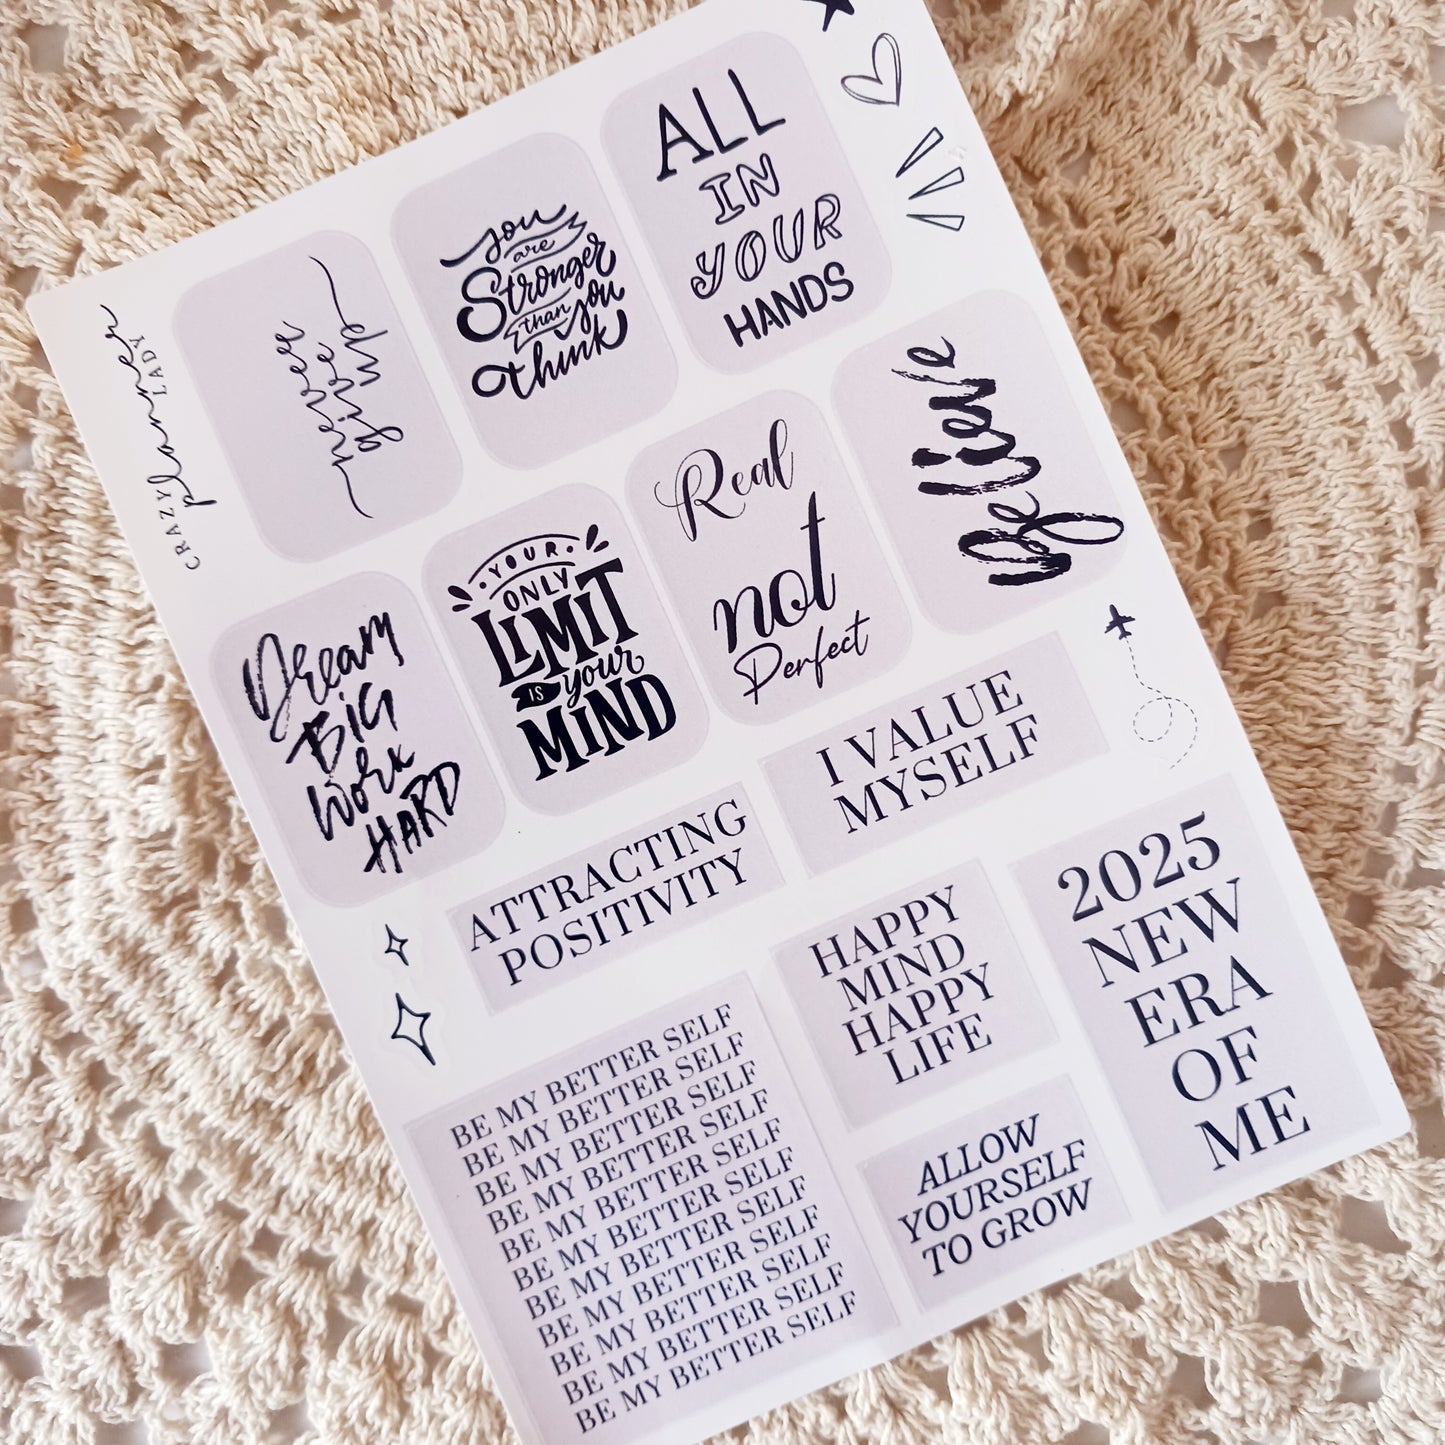 CRAZY
planner
LADY
never
give
up
you
are
Stronger
than you
think
ALL
IN
YOUR
HANDS
Dream
BIG
Work
HARD
YOUR
ONLY
LIMIT
IS your
MIND
Real
not
Perfect
Believe
ATTRACTING
POSITIVITY
I VALUE
MYSELF
BE MY BETTER SELF
BE MY BETTER SELF
BE MY BETTER SELF
BE MY BETTER SELF
BE MY BETTER SELF
BE MY BETTER SELF
BE MY BETTER SELF
BE MY BETTER SELF
BE MY BETTER SELF
BE MY BETTER SELF
BE MY BETTER SELF
HAPPY
MIND
HAPPY
LIFE
ALLOW
YOURSELF
TO GROW
2025
NEW
ERA
OF
ME